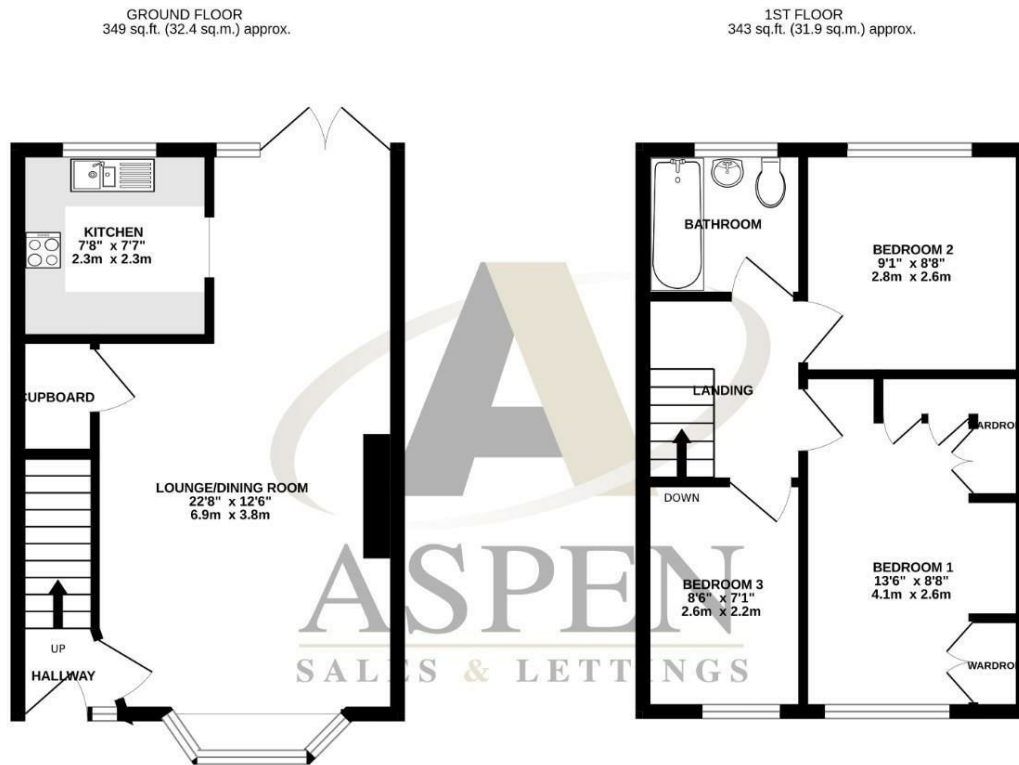 GROUND FLOOR
349 sq.ft. (32.4 sq.m.) approx.
1ST FLOOR
343 sq.ft. (31.9 sq.m.) approx.
KITCHEN
7'8" x 7'7"
2.3m x 2.3m
CUPBOARD
LOUNGE/DINING ROOM
22'8" x 12'6"
6.9m x 3.8m
UP
HALLWAY
BATHROOM
BEDROOM 2
9'1" x 8'8"
2.8m x 2.6m
LANDING
WARDRO
DOWN
BEDROOM 3
8'6" x 7'1"
2.6m x 2.2m
BEDROOM 1
13'6" x 8'8"
4.1m x 2.6m
WARDRO
ASPEN
SALES & LETTINGS